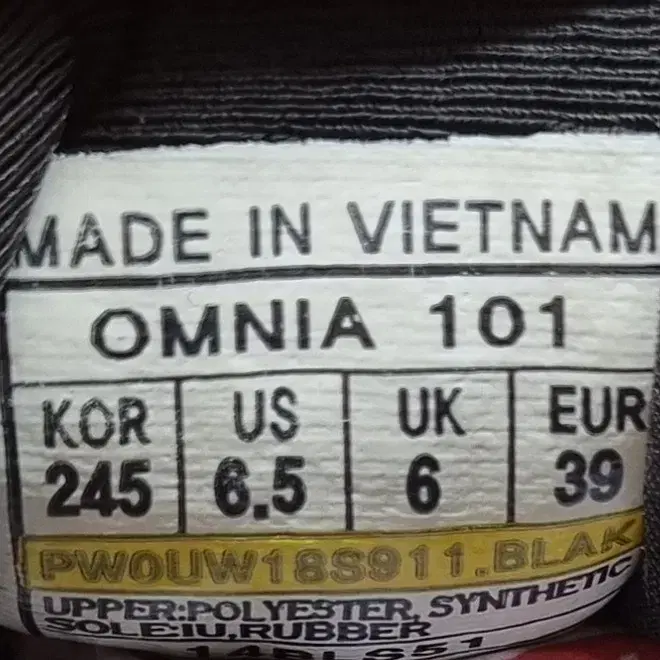 MADE IN VIETNAM
OMNIA 101
KOR US UK EUR
245 6.5 6 39
PW0UW18S911.BLAK
UPPER:POLYESTER, SYNTHETIC
SOLE:IU,RUBBER